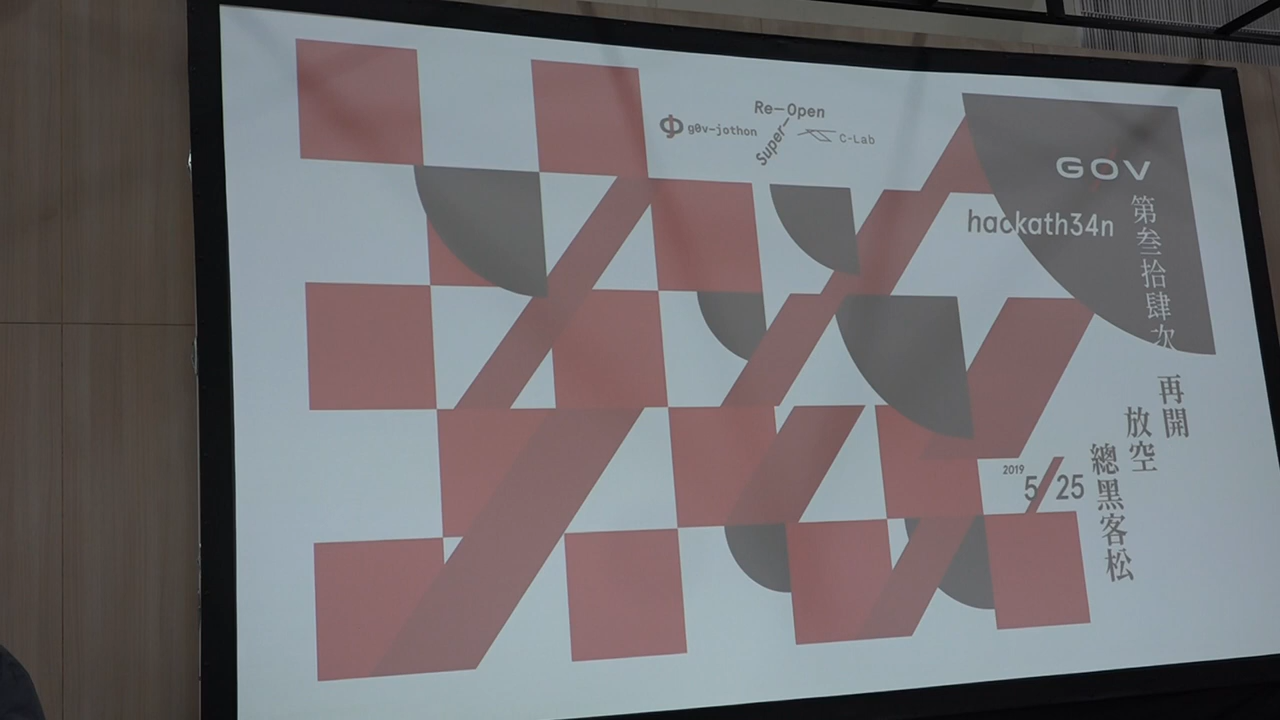 g0v-jothon
Re-Open
Super-
C-Lab
GOV
hackath34n
第叁拾肆次
再開
放空
總黑客松
2019
5/25